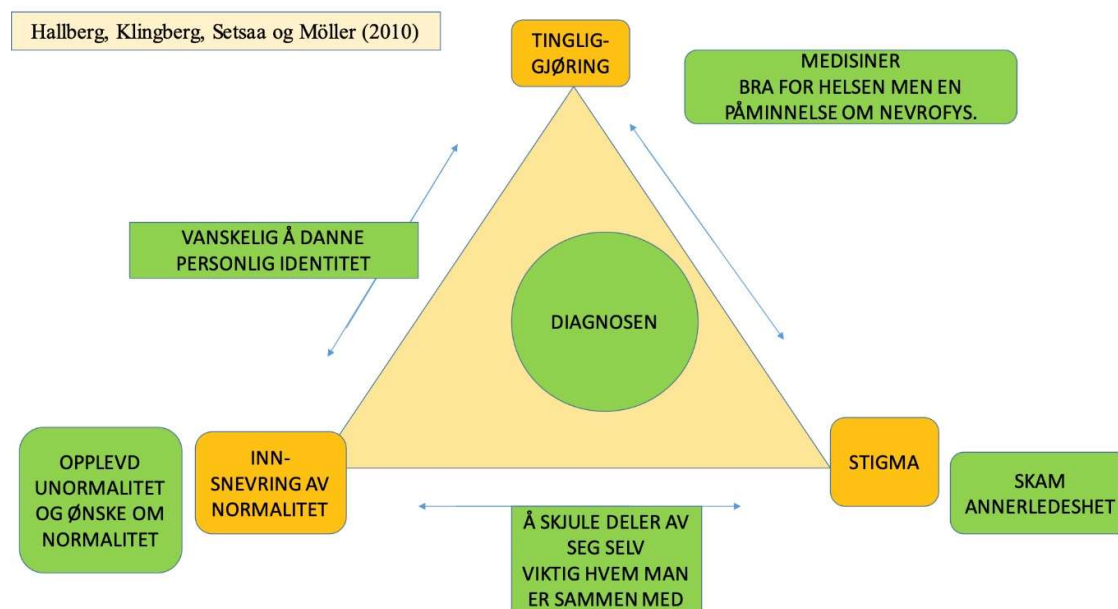 Hallberg, Klingberg, Setsaa og Möller (2010)
TINGLIG-
GJØRING
MEDISINER
BRA FOR HELSEN MEN EN
PÅMINNELSE OM NEVROFYS.
VANSKELIG Å DANNE
PERSONLIG IDENTITET
DIAGNOSEN
OPPLEVD
UNORMALITET
OG ØNSKE OM
NORMALITET
INN-
SNEVRING AV
NORMALITET
STIGMA
SKAM
ANNERLEDESHET
Å SKJULE DELER AV
SEG SELV
VIKTIG HVEM MAN
ER SAMMEN MED